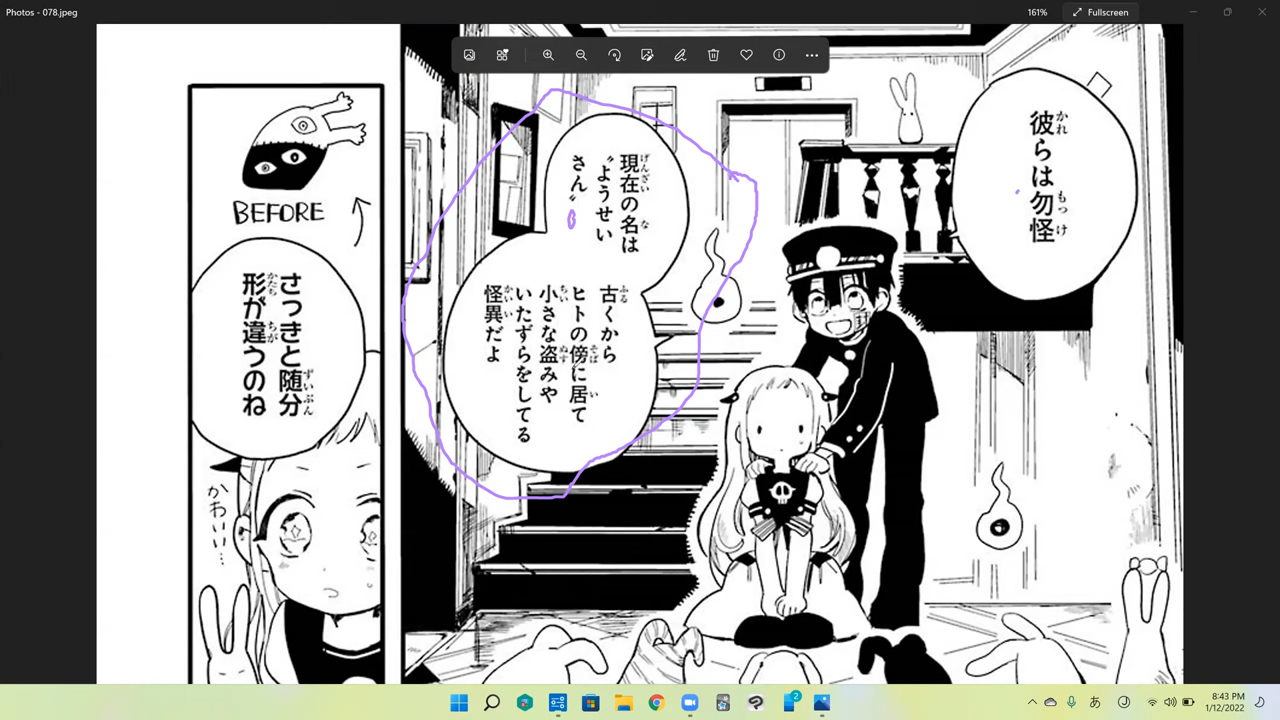 Photos - 078.jpeg
161%
Fullscreen
彼らは勿怪
現在の名は
"ようせい
さん"
古くから
ヒトの傍に居て
小さな盗みや
いたずらをしてる
怪異だよ
BEFORE
さっきと随分
形が違うのね
かわいい…
2
あ
8:43 PM
1/12/2022